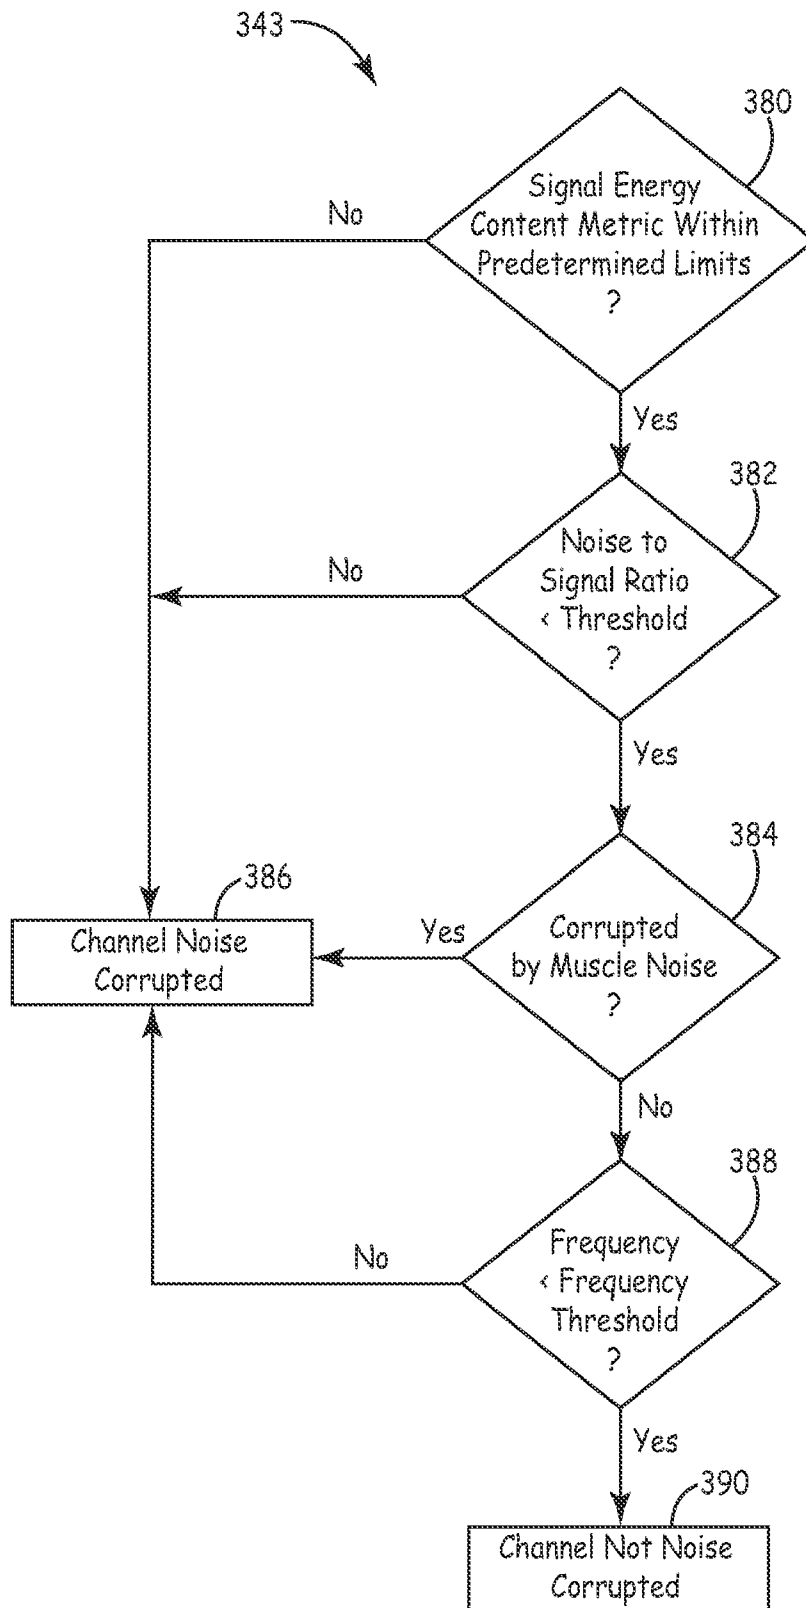 343
380
Signal Energy
Content Metric Within
Predetermined Limits
?
No
Yes
382
Noise to
Signal Ratio
< Threshold
?
No
Yes
384
Corrupted
by Muscle Noise
?
Yes
386
Channel Noise
Corrupted
No
388
Frequency
< Frequency
Threshold
?
No
Yes
390
Channel Not Noise
Corrupted